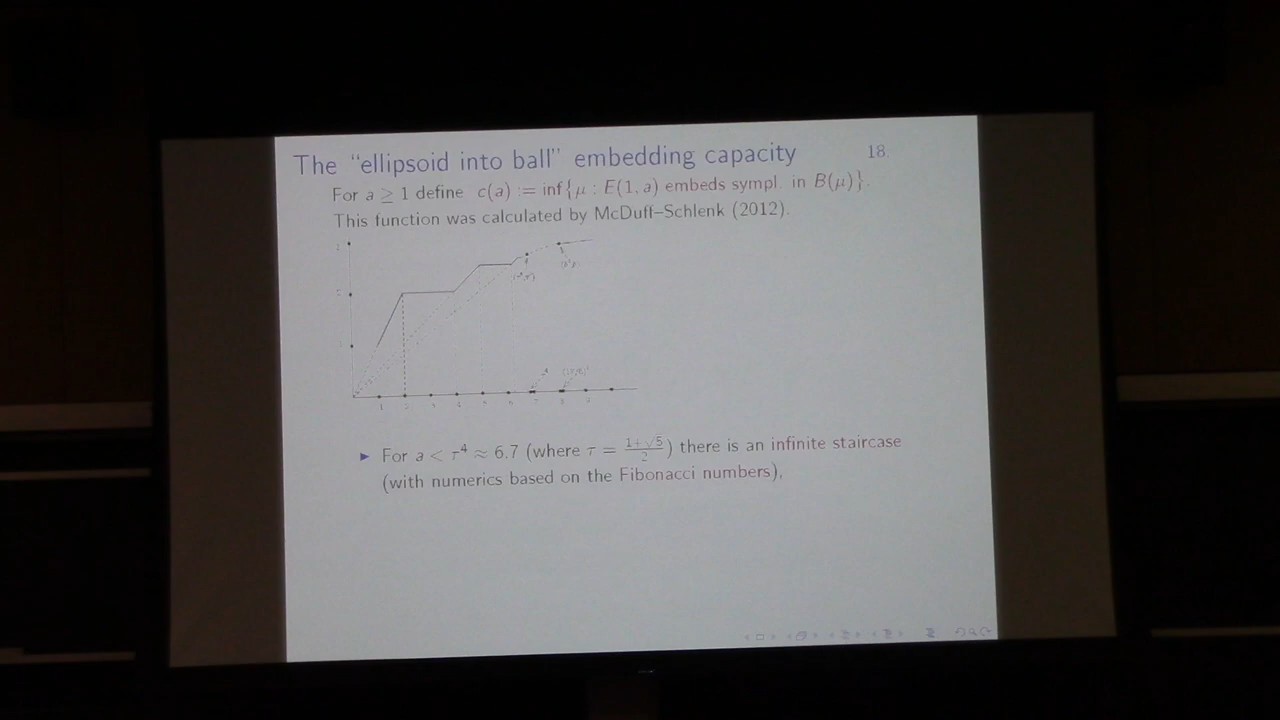 The "ellipsoid into ball" embedding capacity
18.
For a ≥ 1 define c(a) := inf{μ : E(1, a) embeds sympl. in B(μ)}.
This function was calculated by McDuff–Schlenk (2012).
► For a < τ⁴ ≈ 6.7 (where τ = (1+√5)/2) there is an infinite staircase
(with numerics based on the Fibonacci numbers),